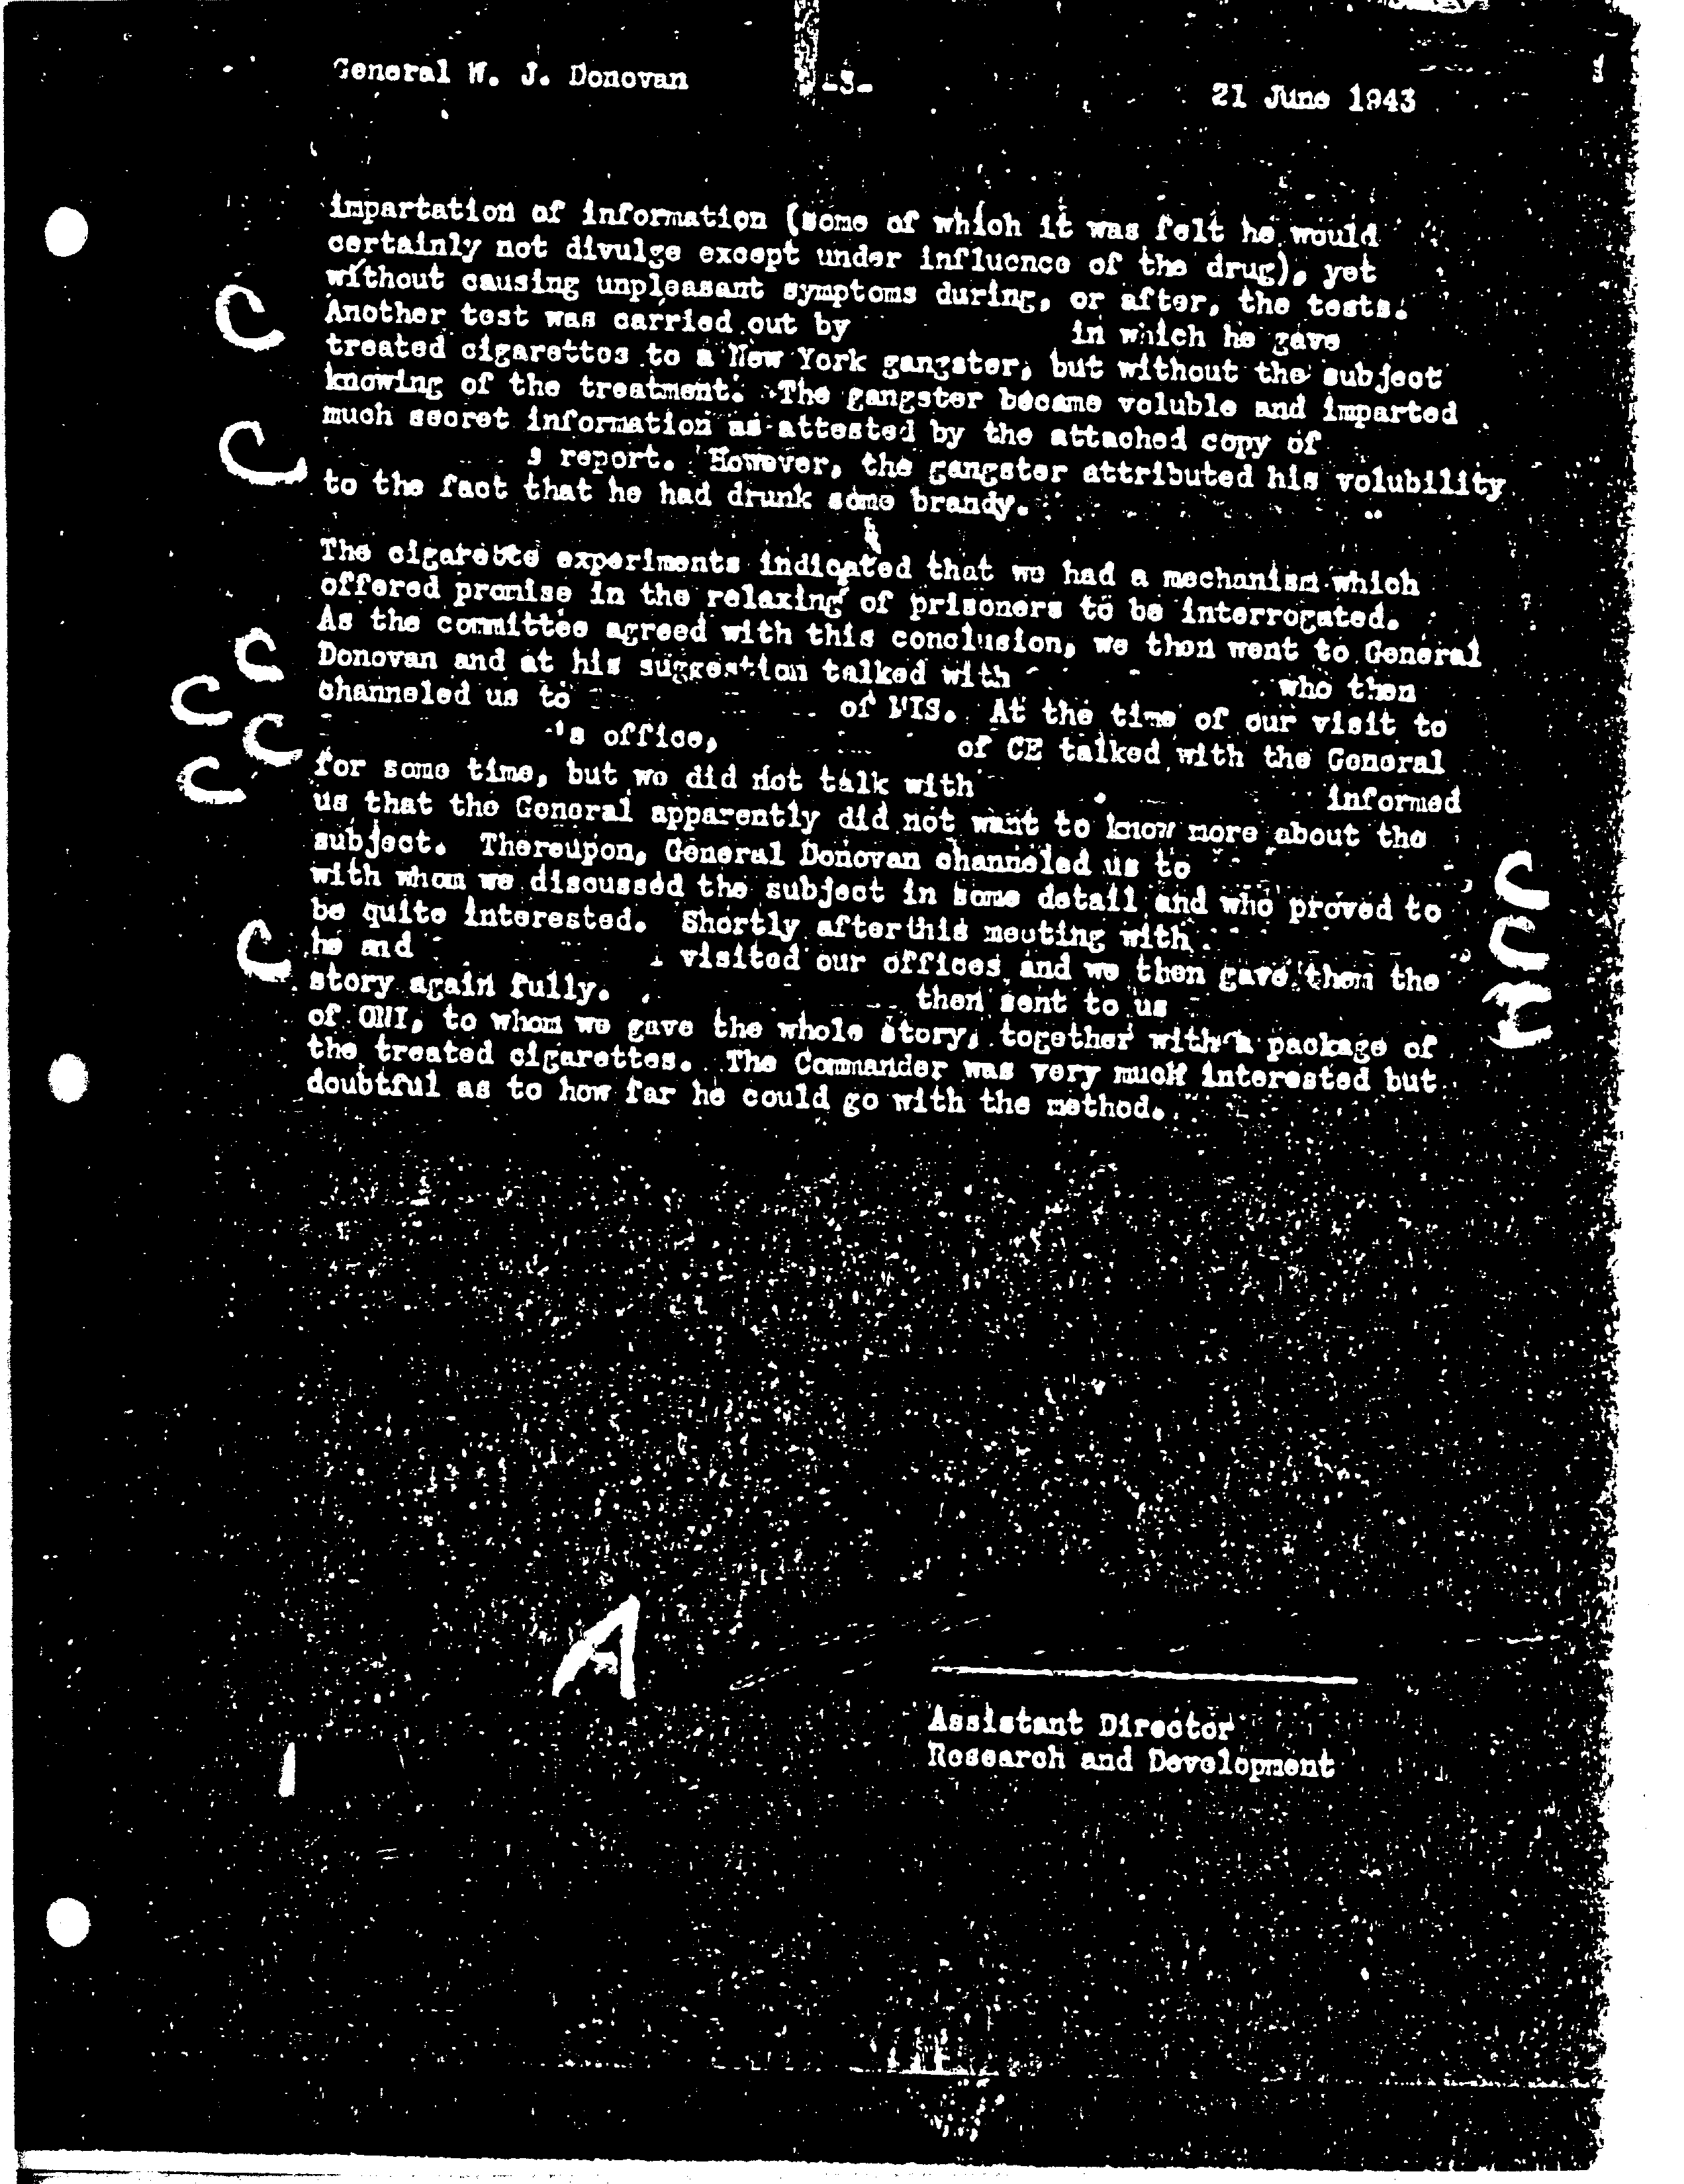 General W. J. Donovan -3- 21 June 1943
impartation of information (some of which it was felt he would
certainly not divulge except under influence of the drug), yet
without causing unpleasant symptoms during, or after, the tests.
Another test was carried out by in which he gave
treated cigarettes to a New York gangster, but without the subject
knowing of the treatment. The gangster became voluble and imparted
much secret information as attested by the attached copy of
s report. However, the gangster attributed his volubility
to the fact that he had drunk some brandy.
The cigarette experiments indicated that we had a mechanism which
offered promise in the relaxing of prisoners to be interrogated.
As the committee agreed with this conclusion, we then went to General
Donovan and at his suggestion talked with who then
channeled us to of MIS. At the time of our visit to
's office, of CE talked with the General
for some time, but we did not talk with informed
us that the General apparently did not want to know more about the
subject. Thereupon, General Donovan channeled us to
with whom we discussed the subject in some detail and who proved to
be quite interested. Shortly after this meeting with
he and visited our offices and we then gave them the
story again fully. then sent to us
of ONI, to whom we gave the whole story, together with a package of
the treated cigarettes. The Commander was very much interested but
doubtful as to how far he could go with the method.
C
C
C
C
C
C
C
C
C
A
Assistant Director
Research and Development